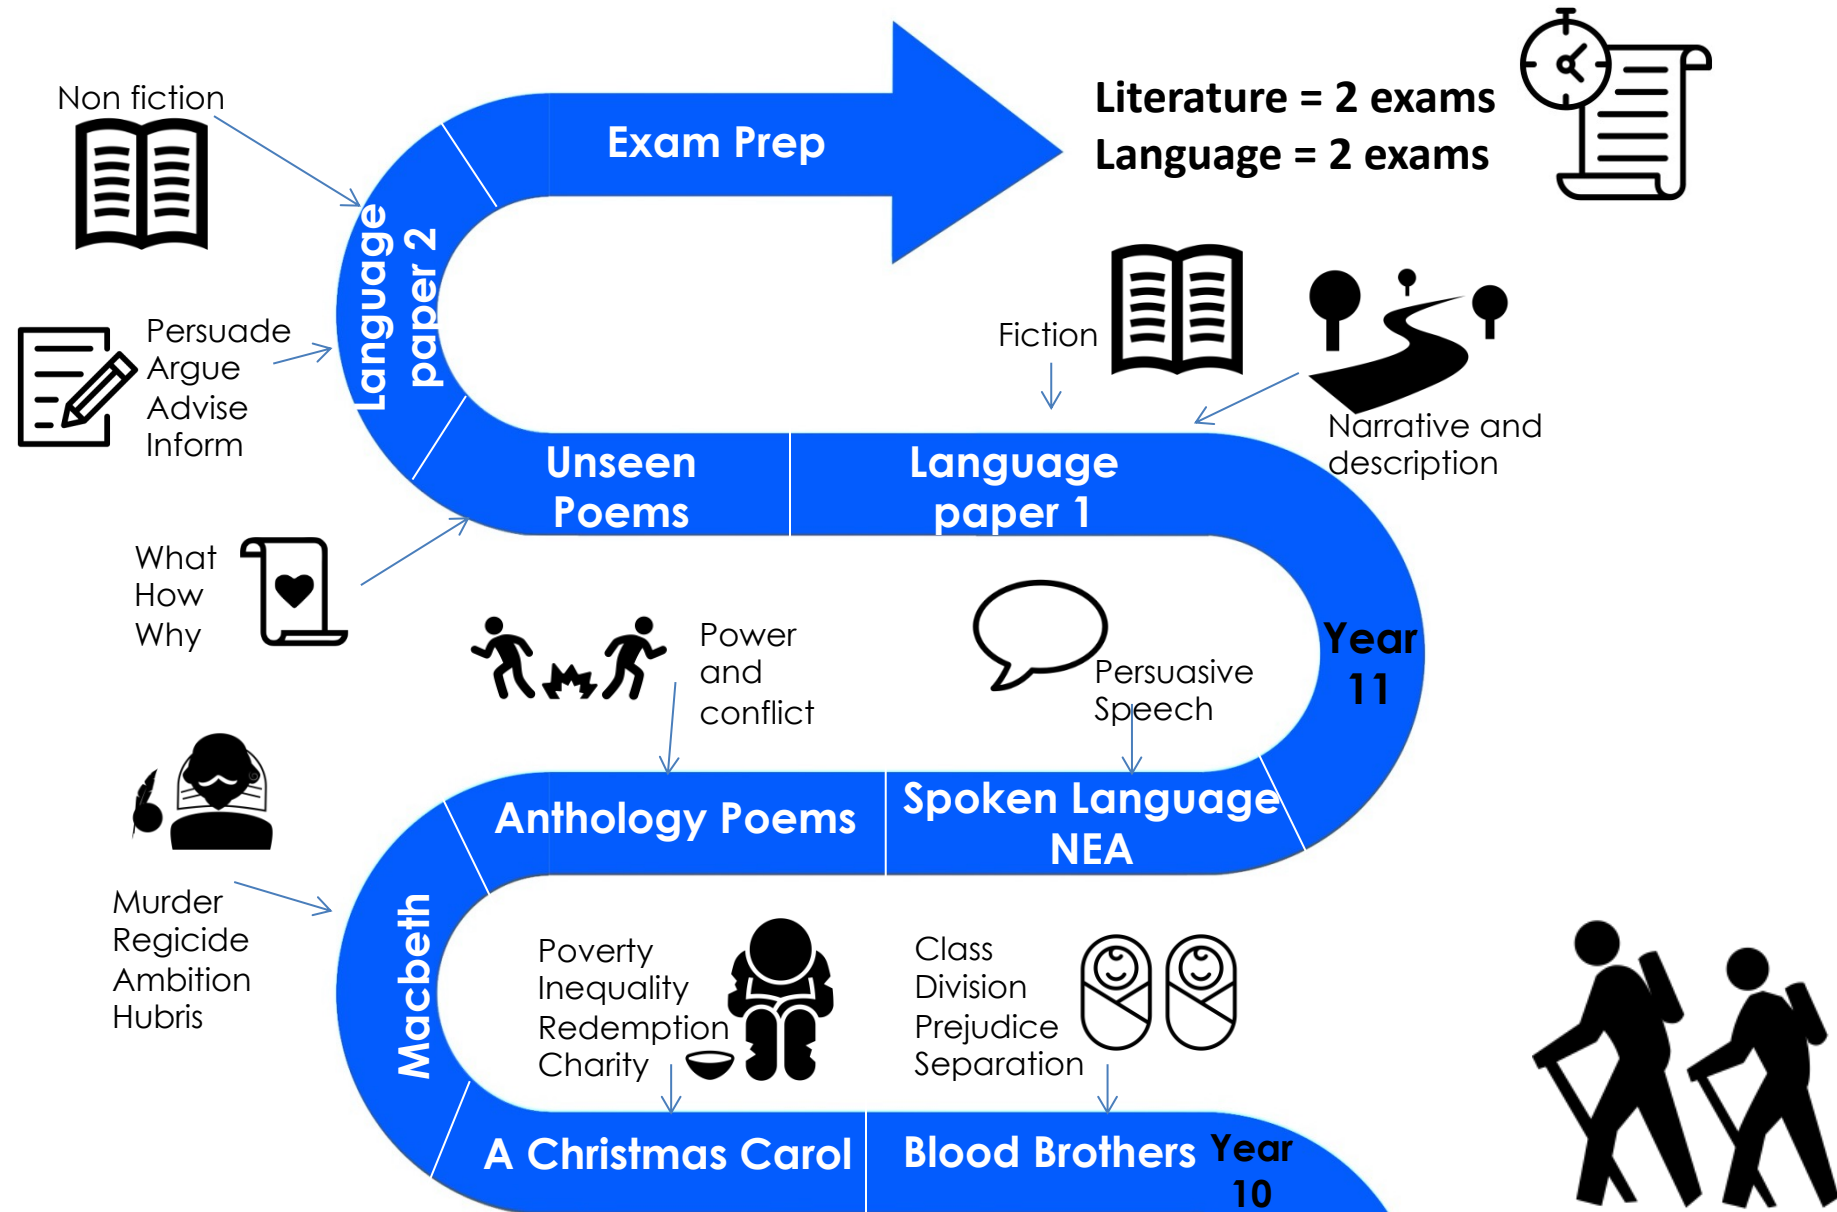 Non fiction
Exam Prep
Literature = 2 exams
Language = 2 exams
Language
paper 2
Persuade
Argue
Advise
Inform
Fiction
Narrative and
description
Unseen
Poems
Language
paper 1
What
How
Why
Power
and
conflict
Persuasive
Speech
Year
11
Anthology Poems
Spoken Language
NEA
Murder
Regicide
Ambition
Hubris
Macbeth
Poverty
Inequality
Redemption
Charity
Class
Division
Prejudice
Separation
A Christmas Carol
Blood Brothers
Year
10